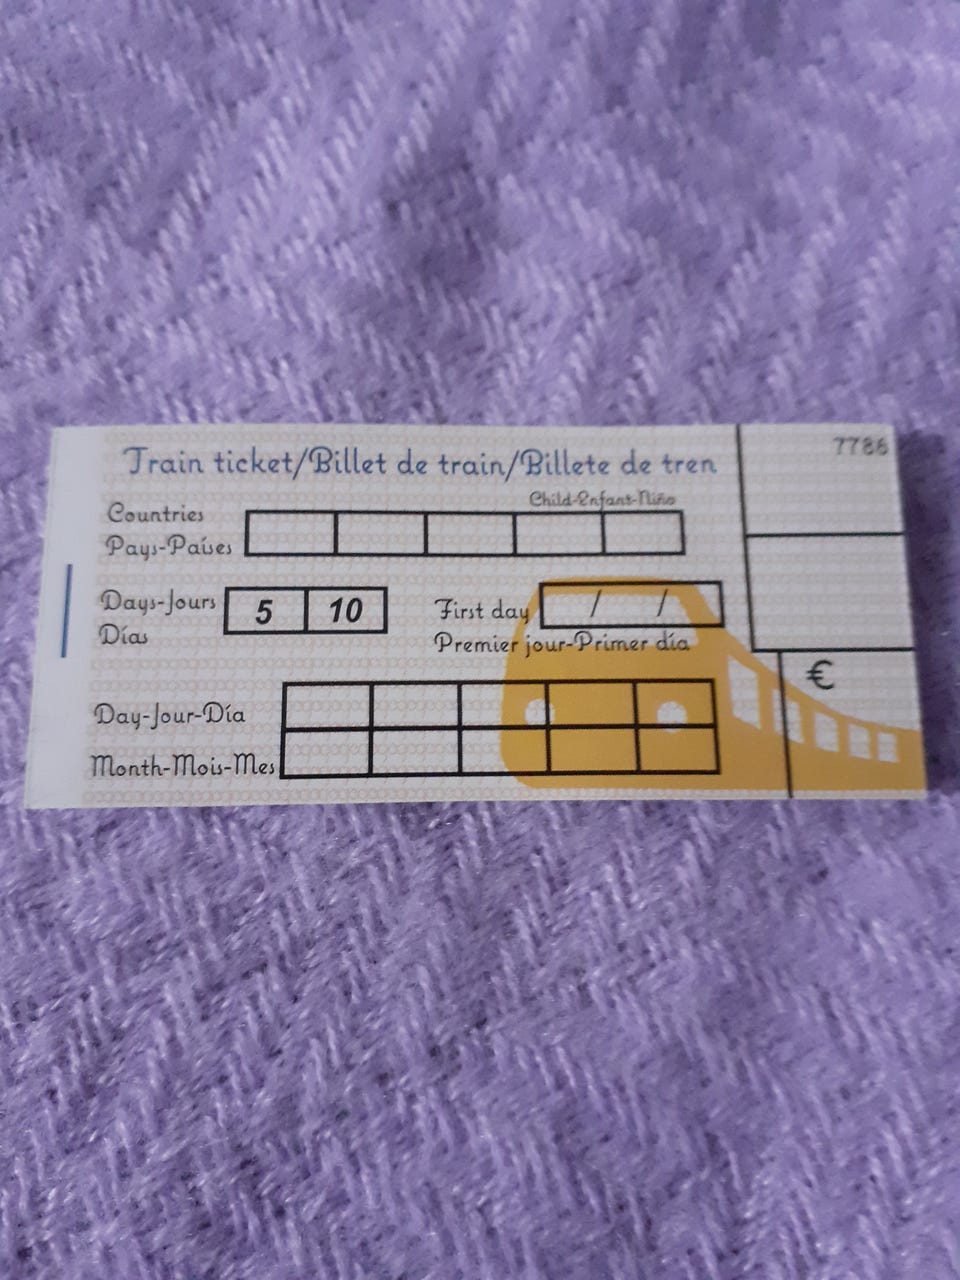 7786
Train ticket/Billet de train/Billete de tren
Child-Enfant-Niño
Countries
Pays-Países
Days-Jours
Días
5 10
First day / /
Premier jour-Primer día
€
Day-Jour-Día
Month-Mois-Mes